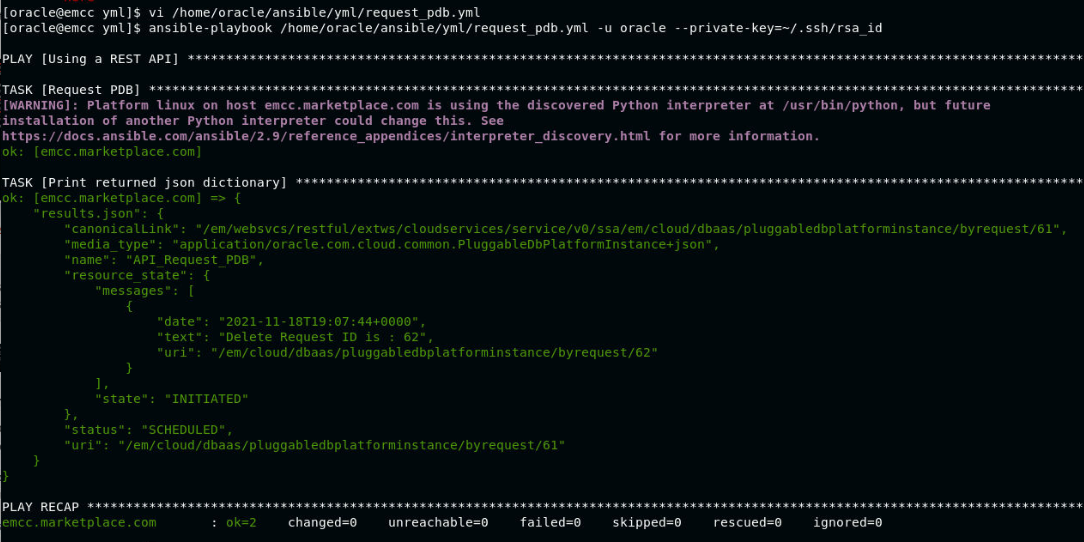 [oracle@emcc yml]$ vi /home/oracle/ansible/yml/request_pdb.yml
[oracle@emcc yml]$ ansible-playbook /home/oracle/ansible/yml/request_pdb.yml -u oracle --private-key=~/.ssh/rsa_id
PLAY [Using a REST API] ********************************************************************************************************************
TASK [Request PDB] *************************************************************************************************************************
[WARNING]: Platform linux on host emcc.marketplace.com is using the discovered Python interpreter at /usr/bin/python, but future
installation of another Python interpreter could change this. See
https://docs.ansible.com/ansible/2.9/reference_appendices/interpreter_discovery.html for more information.
ok: [emcc.marketplace.com]
TASK [Print returned json dictionary] ******************************************************************************************************
ok: [emcc.marketplace.com] => {
    "results.json": {
        "canonicalLink": "/em/websvcs/restful/extws/cloudservices/service/v0/ssa/em/cloud/dbaas/pluggabledbplatforminstance/byrequest/61",
        "media_type": "application/oracle.com.cloud.common.PluggableDbPlatformInstance+json",
        "name": "API_Request_PDB",
        "resource_state": {
            "messages": [
                {
                    "date": "2021-11-18T19:07:44+0000",
                    "text": "Delete Request ID is : 62",
                    "uri": "/em/cloud/dbaas/pluggabledbplatforminstance/byrequest/62"
                }
            ],
            "state": "INITIATED"
        },
        "status": "SCHEDULED",
        "uri": "/em/cloud/dbaas/pluggabledbplatforminstance/byrequest/61"
    }
}
PLAY RECAP *********************************************************************************************************************************
emcc.marketplace.com       : ok=2    changed=0    unreachable=0    failed=0    skipped=0    rescued=0    ignored=0